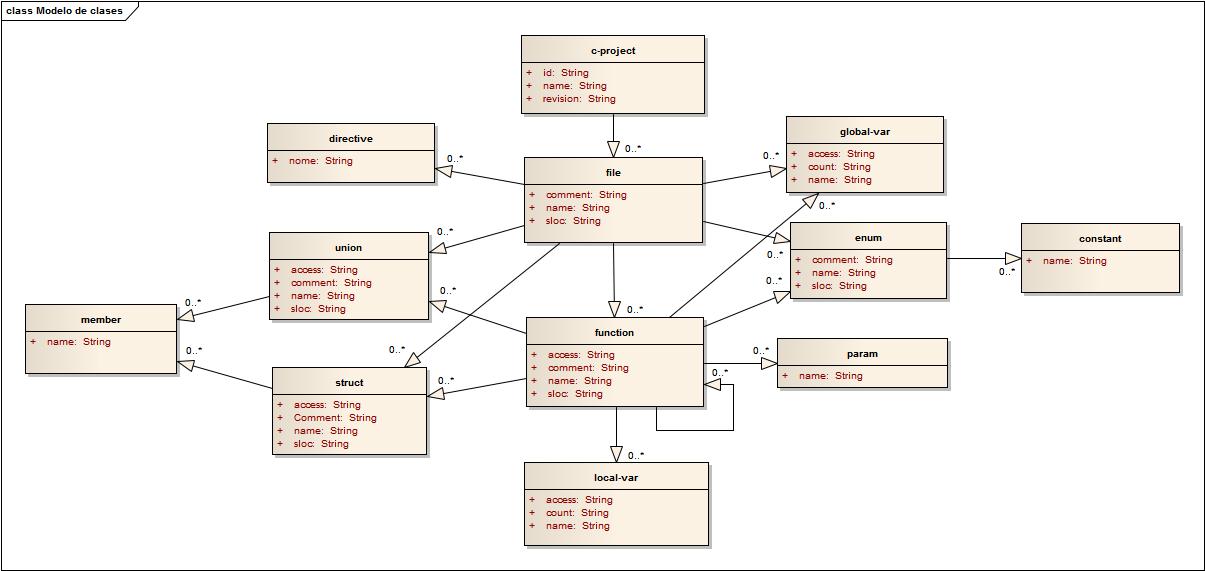 class Modelo de clases
c-project
+ id: String
+ name: String
+ revision: String
0..*
directive
+ nome: String
0..*
global-var
+ access: String
+ count: String
+ name: String
0..*
0..*
file
+ comment: String
+ name: String
+ sloc: String
union
+ access: String
+ comment: String
+ name: String
+ sloc: String
0..*
0..*
enum
+ comment: String
+ name: String
+ sloc: String
0..*
0..*
constant
+ name: String
0..*
member
+ name: String
0..*
0..*
function
+ access: String
+ comment: String
+ name: String
+ sloc: String
0..*
0..*
param
+ name: String
0..*
struct
+ access: String
+ Comment: String
+ name: String
+ sloc: String
0..*
0..*
local-var
+ access: String
+ count: String
+ name: String
0..*